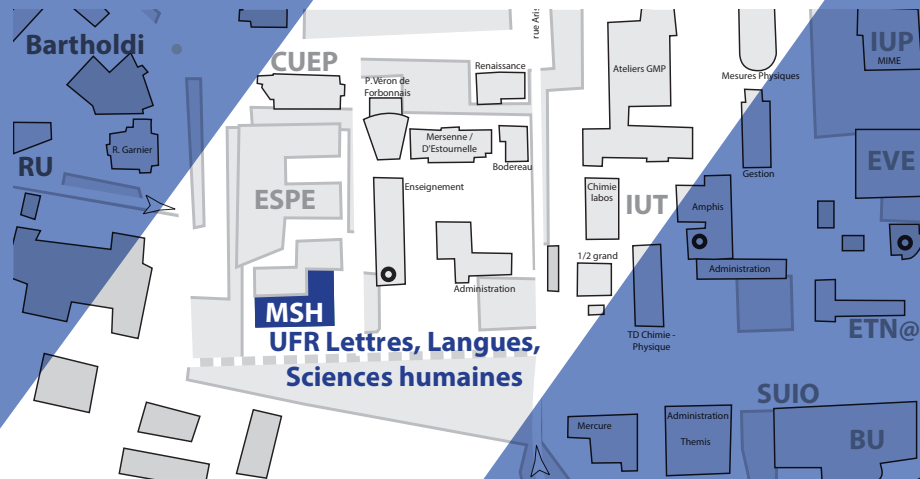 rue Aris
Bartholdi
CUEP
Renaissance
Ateliers GMP
Mesures Physiques
IUP
MIME
P.Véron de
Forbonnais
R. Garnier
Mersenne /
D'Estournelle
Bodereau
RU
Gestion
EVE
ESPE
Enseignement
Chimie
labos
IUT
Amphis
1/2 grand
Administration
Administration
MSH
UFR Lettres, Langues,
Sciences humaines
TD Chimie -
Physique
ETN@
SUIO
Mercure
Administration
Themis
BU